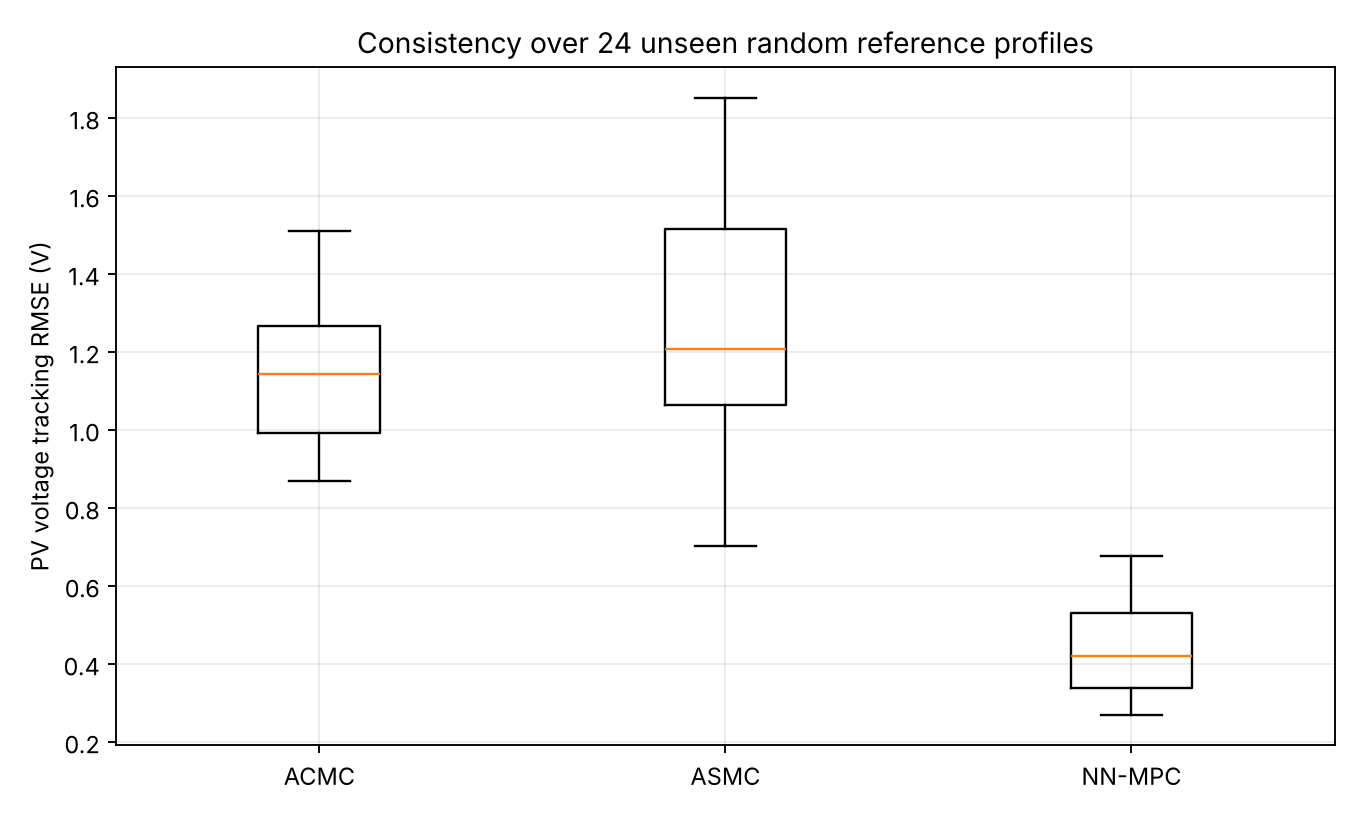 Consistency over 24 unseen random reference profiles
PV voltage tracking RMSE (V)
1.8
1.6
1.4
1.2
1.0
0.8
0.6
0.4
0.2
ACMC
ASMC
NN-MPC